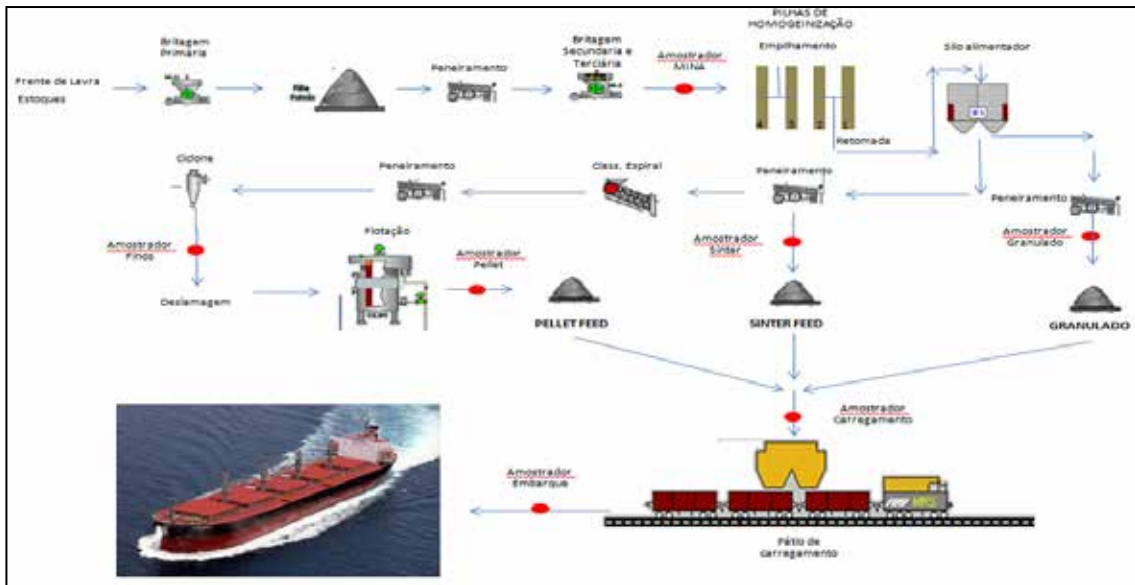 PILHAS DE
HOMOGEINIZAÇÃO
Britagem
Primária
Britagem
Secundaria e
Terciária
Amostrador
MINA
Empilhamento
Silo alimentador
Frente de Lavra
Estoques
Pilha
Pulmão
Peneiramento
4
3
2
1
Retomada
Ciclone
Peneiramento
Class. Espiral
Peneiramento
Peneiramento
Amostrador
Finos
Flotação
Amostrador
Pellet
Amostrador
Sinter
Amostrador
Granulado
Deslamagem
PELLET FEED
SINTER FEED
GRANULADO
Amostrador
Carregamento
Amostrador
Embarque
Pátio de
carregamento